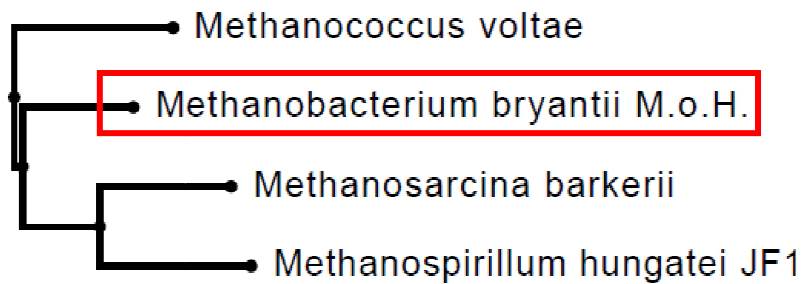 Methanococcus voltae
Methanobacterium bryantii M.o.H.
Methanosarcina barkerii
Methanospirillum hungatei JF1